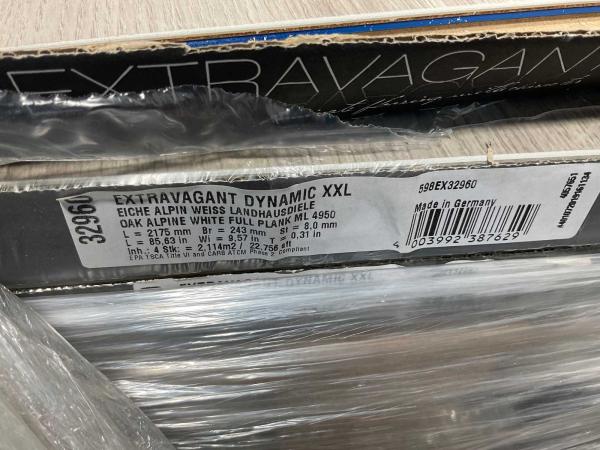 EXTRAVAGAN
32960
EXTRAVAGANT DYNAMIC XXL
EICHE ALPIN WEISS LANDHAUSDIELE
OAK ALPINE WHITE FULL PLANK ML 4950
L = 2175 mm Br = 243 mm St = 8,0 mm
L = 85,63 in Wi = 9,57 in T = 0,31 in
Inh.: 4 Stk: 2,114m2 / 22,756 sft
EPA TSCA Title VI and CARB ATCM Phase 2 Compliant
598EX32960
Made in Germany
4 003992 387629
DYNAMIC XXL